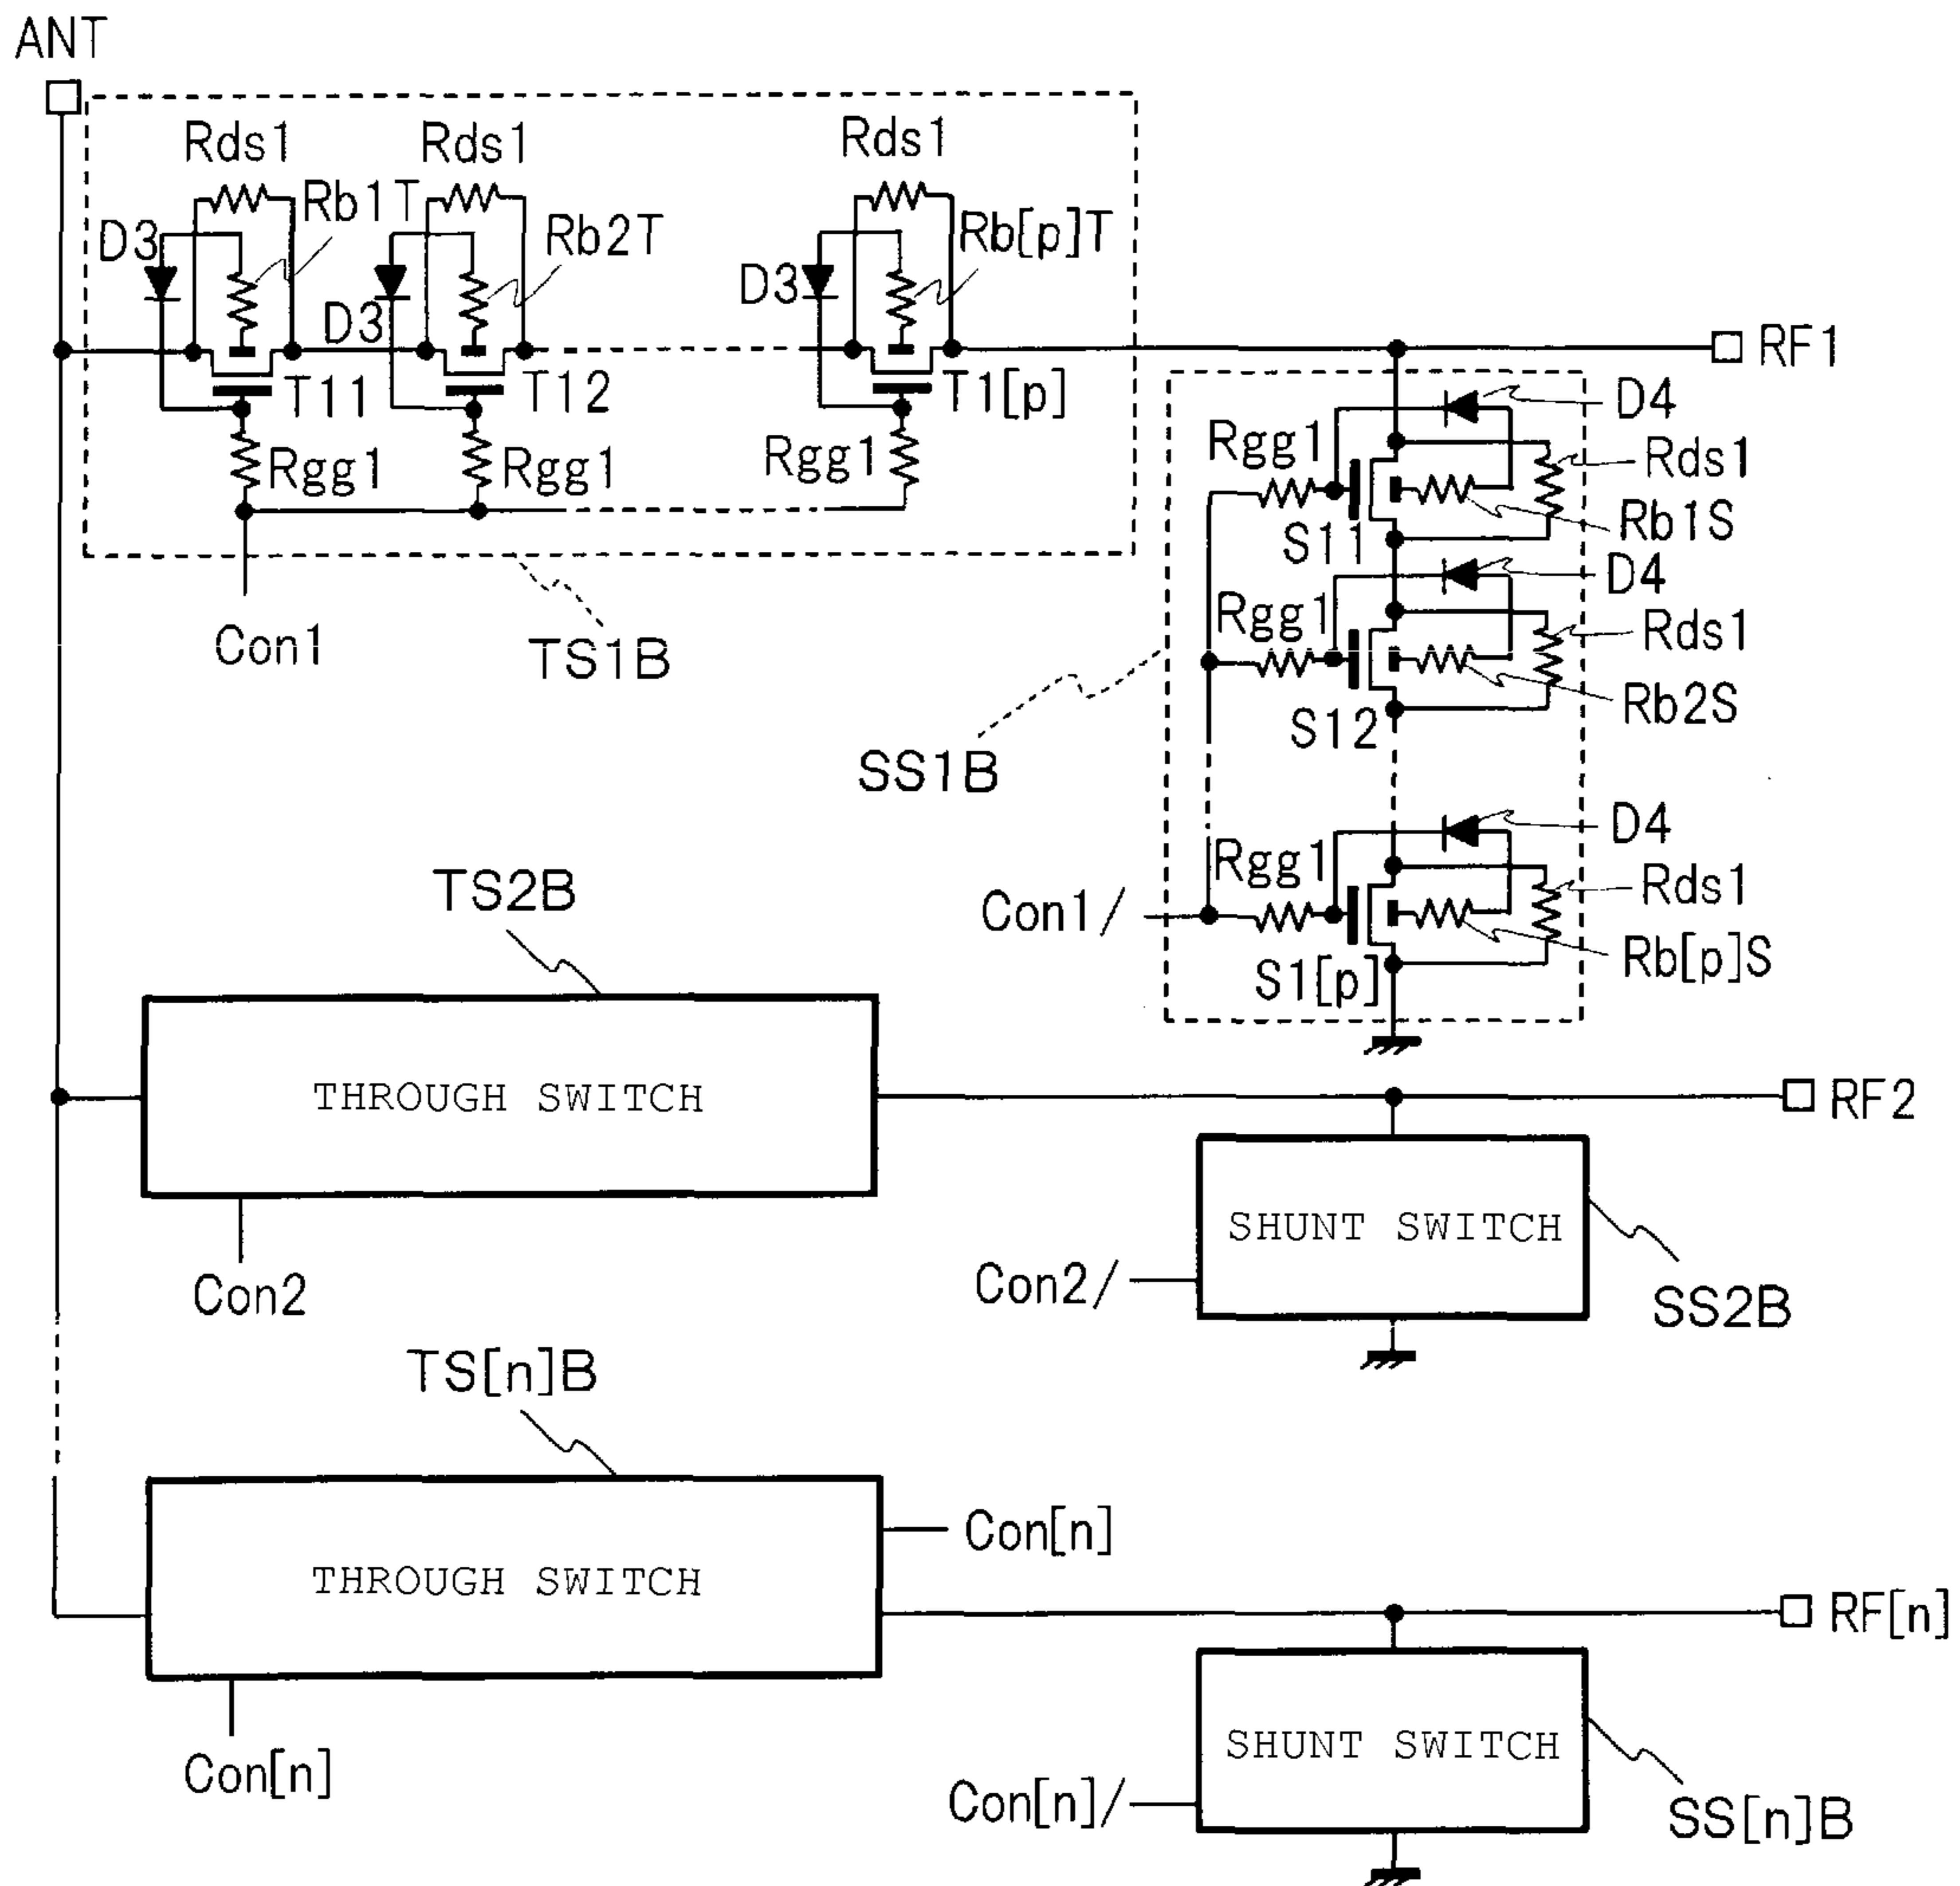 ANT
Rds1
Rds1
Rds1
D3
Rb1T
Rb2T
D3
D3
Rb[p]T
T11
T12
T1[p]
Rgg1
Rgg1
Rgg1
Con1
TS1B
RF1
D4
Rgg1
Rds1
S11
Rb1S
D4
Rgg1
Rds1
S12
Rb2S
SS1B
D4
Rgg1
Rds1
Con1/
S1[p]
Rb[p]S
TS2B
THROUGH SWITCH
RF2
Con2
SHUNT SWITCH
Con2/
SS2B
TS[n]B
THROUGH SWITCH
Con[n]
RF[n]
Con[n]
SHUNT SWITCH
Con[n]/
SS[n]B